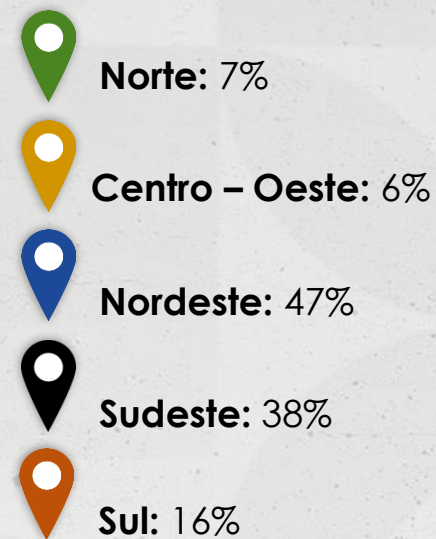 Norte: 7%
Centro – Oeste: 6%
Nordeste: 47%
Sudeste: 38%
Sul: 16%